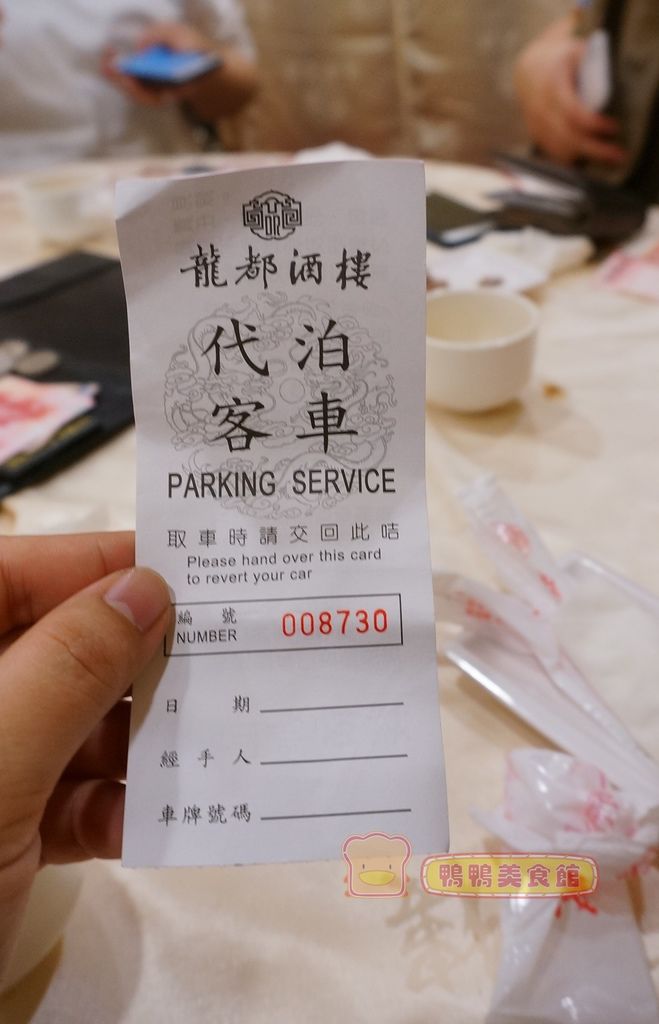 龍都酒樓
代泊
客車
PARKING SERVICE
取車時請交回此咭
Please hand over this card
to revert your car
編號
NUMBER 008730
日期
經手人
車牌號碼
鴨鴨美食館